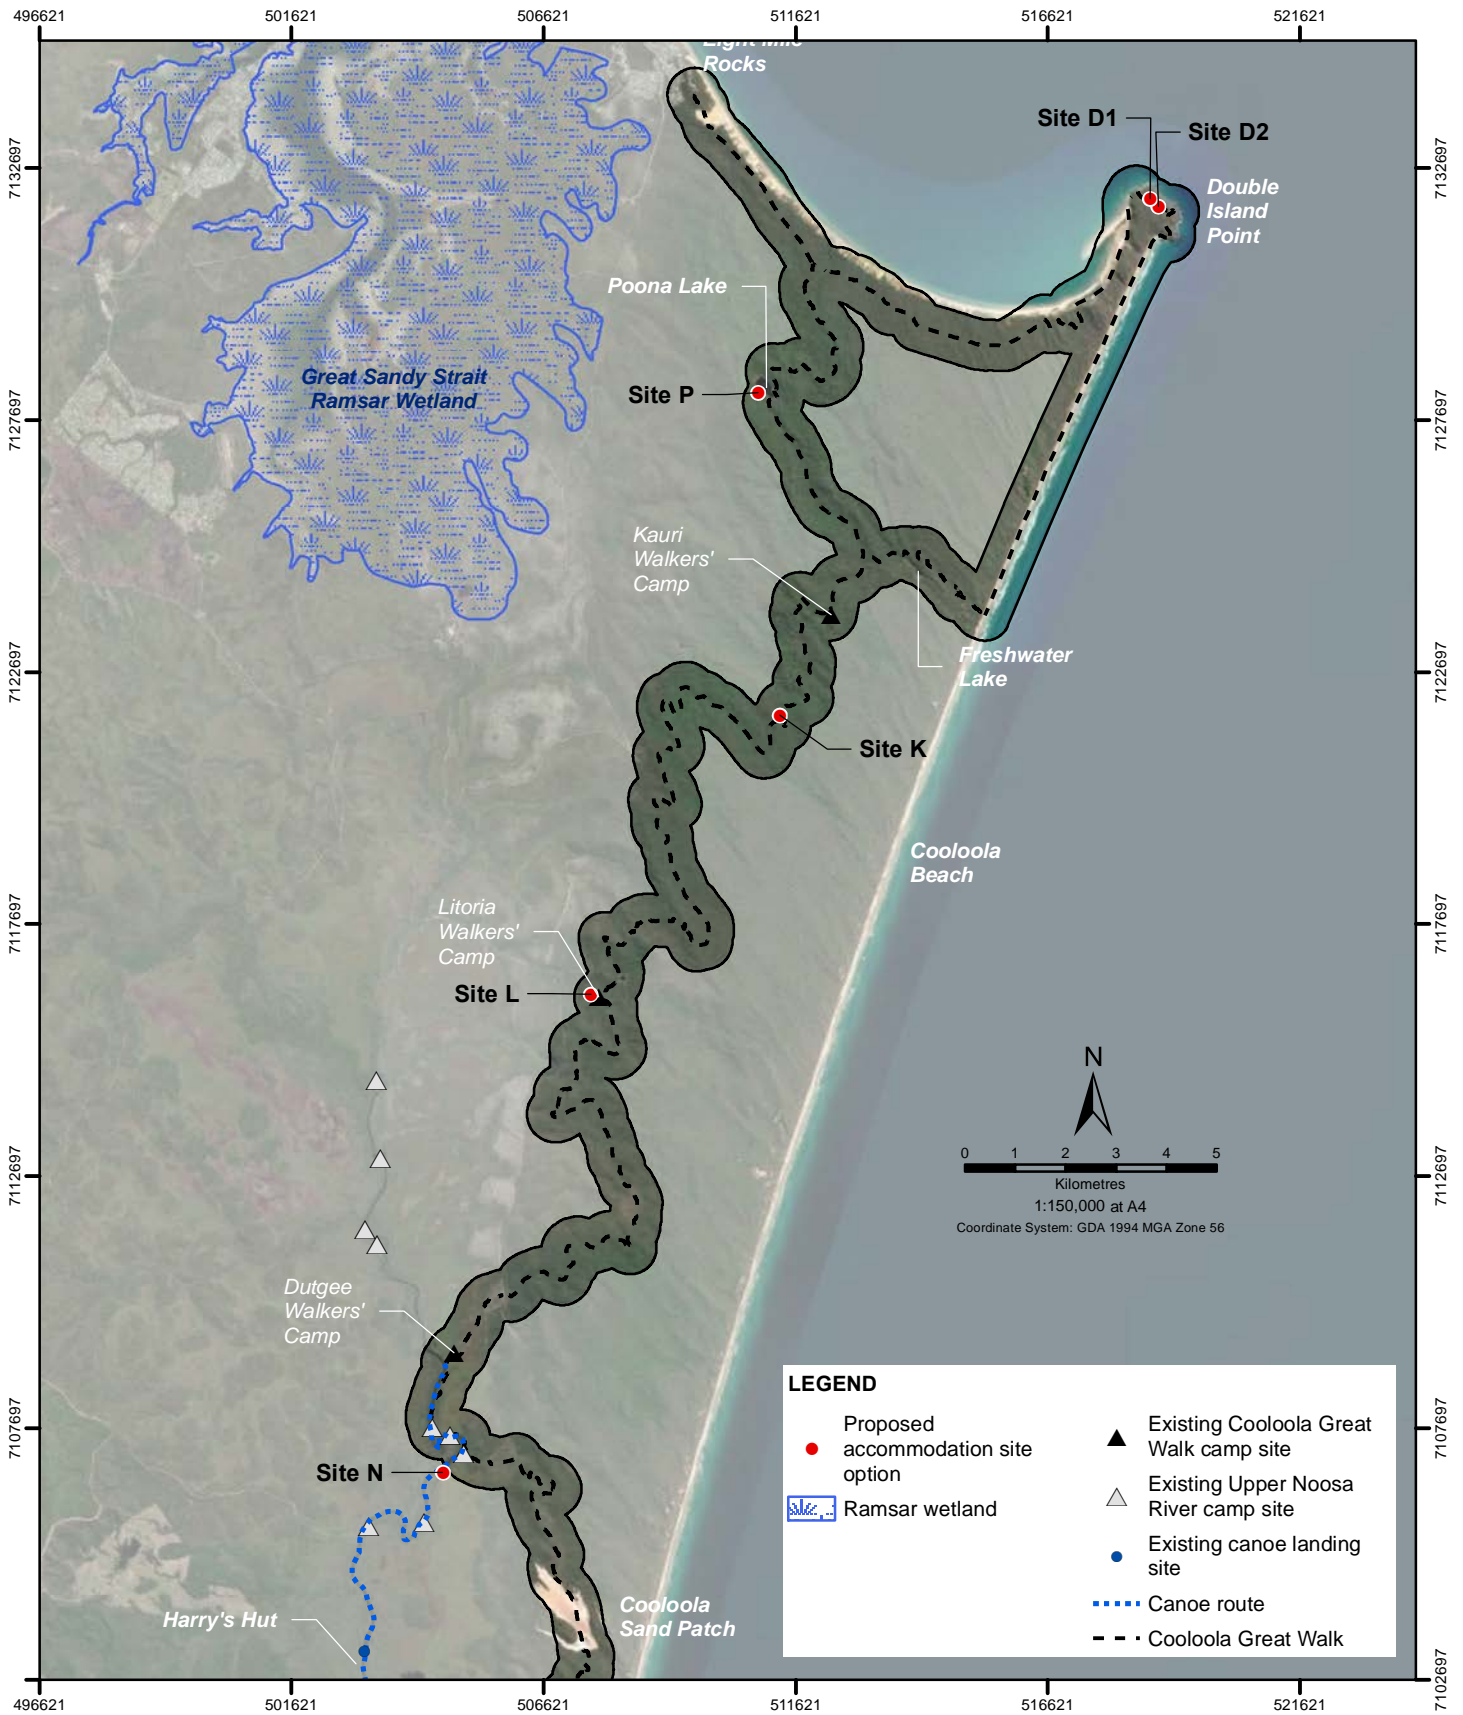 496621
501621
506621
511621
516621
521621
Eight Mile
Rocks
Site D1
Site D2
Double
Island
Point
7132697
7132697
Poona Lake
Great Sandy Strait
Ramsar Wetland
Site P
7127697
7127697
Kauri
Walkers'
Camp
Freshwater
Lake
7122697
7122697
Site K
Cooloola
Beach
Litoria
Walkers'
Camp
7117697
7117697
Site L
N
0 1 2 3 4 5
Kilometres
1:150,000 at A4
Coordinate System: GDA 1994 MGA Zone 56
7112697
7112697
Dutgee
Walkers'
Camp
7107697
7107697
Site N
Harry's Hut
Cooloola
Sand Patch
LEGEND
Proposed
accommodation site
option
Ramsar wetland
Existing Cooloola Great
Walk camp site
Existing Upper Noosa
River camp site
Existing canoe landing
site
Canoe route
Cooloola Great Walk
7102697
496621
501621
506621
511621
516621
521621